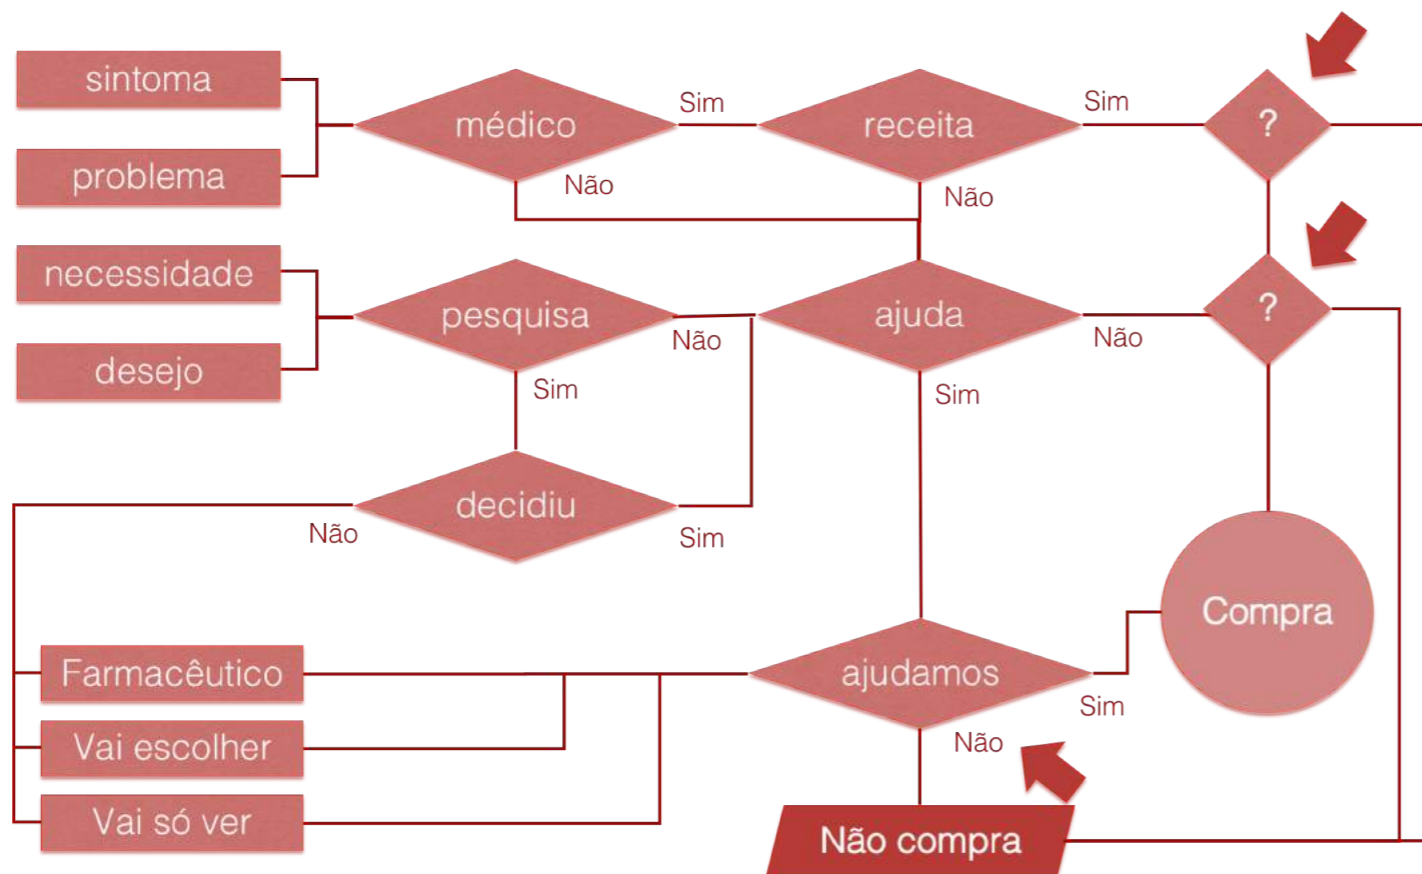 sintoma
médico
Sim
receita
Sim
?
problema
Não
Não
necessidade
pesquisa
Não
ajuda
Não
?
desejo
Sim
Sim
decidiu
Não
Sim
Compra
Farmacêutico
ajudamos
Sim
Vai escolher
Não
Vai só ver
Não compra